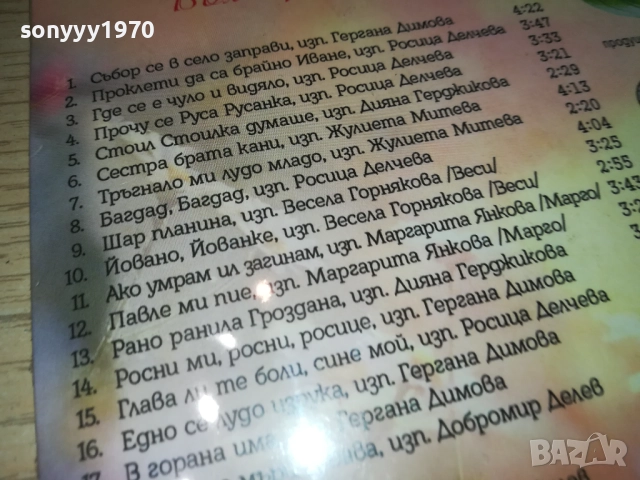 sonyyy1970
1. Събор се в село заправи, изп. Гергана Димова 4:22
2. Проклети да са брайно Иване, изп. Росица Делчева 3:47
3. Где се е чуло и видяло, изп. Росица Делчева 3:33
4. Прочу се Руса Русанка, изп. Росица Делчева 3:21
5. Стоил Стоилка думаше, изп. Дияна Герджикова 2:29
6. Сестра брата кани, изп. Жулиета Митева 4:13
7. Тръгнало ми лудо младо, изп. Жулиета Митева 2:20
8. Багдад, Багдад, изп. Росица Делчева 4:04
9. Шар планина, изп. Весела Горнякова /Веси/ 3:25
10. Йовано, Йованке, изп. Весела Горнякова /Веси/ 2:55
11. Ако умрам ил загинам, изп. Маргарита Янкова /Марго/ 3:43
12. Павле ми пие, изп. Маргарита Янкова /Марго/
13. Рано ранила Гроздана, изп. Дияна Герджикова
14. Росни ми, росни, росице, изп. Гергана Димова
15. Глава ли те боли, сине мой, изп. Росица Делчева
16. Едно се лудо изп. Гергана Димова
17. В горана Гергана Димова
изп. Добромир Делев
BAZAR